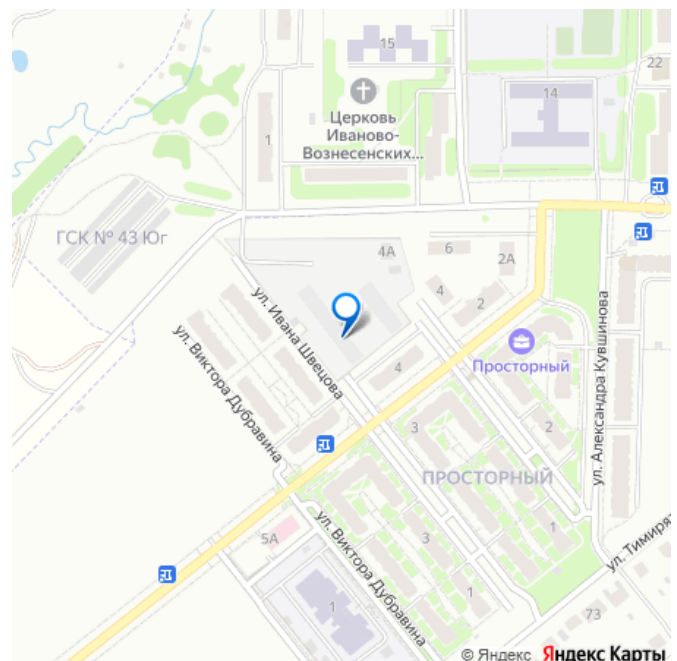 15
22
14
Церковь
Иваново-
Вознесенских...
1
ГСК № 43 Юг
4А
6
2А
4
2
ул. Ивана Швецова
ул. Виктора Дубравина
Просторный
ул. Александра Кувшинова
4
3
2
ПРОСТОРНЫЙ
5А
ул. Виктора Дубравина
3
1
1
1
ул. Тимиря
73
© Яндекс Яндекс Карты